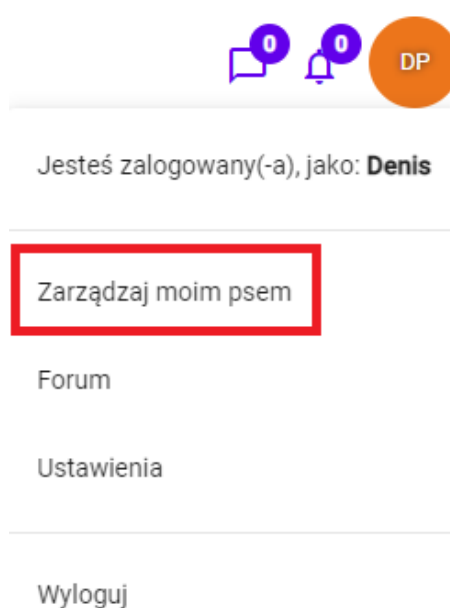 0 0 DP
Jesteś zalogowany(-a), jako: Denis
Zarządzaj moim psem
Forum
Ustawienia
Wyloguj